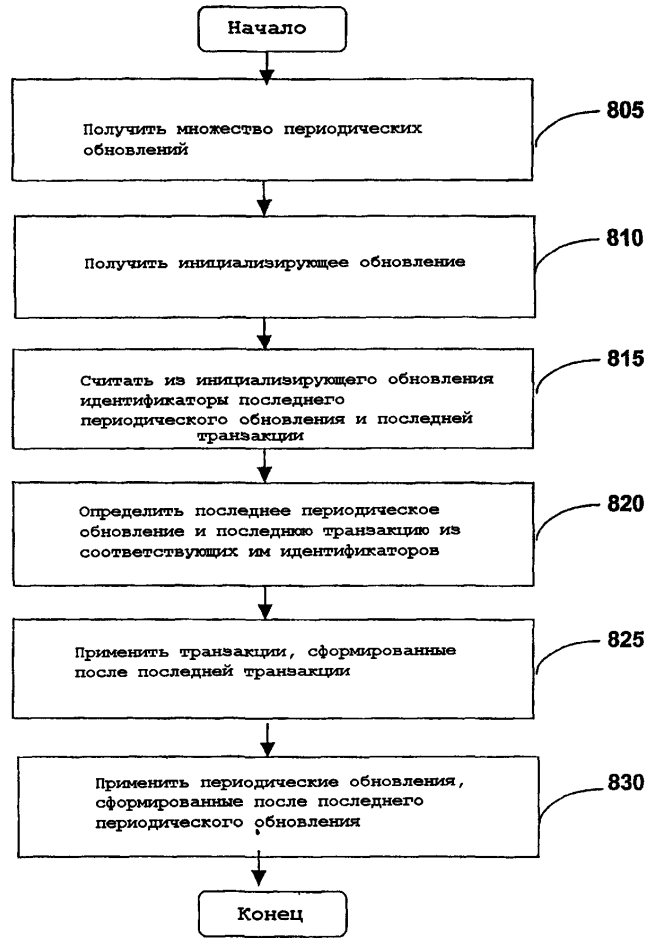 Начало
Получить множество периодических
обновлений
805
Получить инициализирующее обновление
810
Считать из инициализирующего обновления
идентификаторы последнего
периодического обновления и последней
транзакции
815
Определить последнее периодическое
обновление и последнюю транзакцию из
соответствующих им идентификаторов
820
Применить транзакции, сформированные
после последней транзакции
825
Применить периодические обновления,
сформированные после последнего
периодического обновления
830
Конец